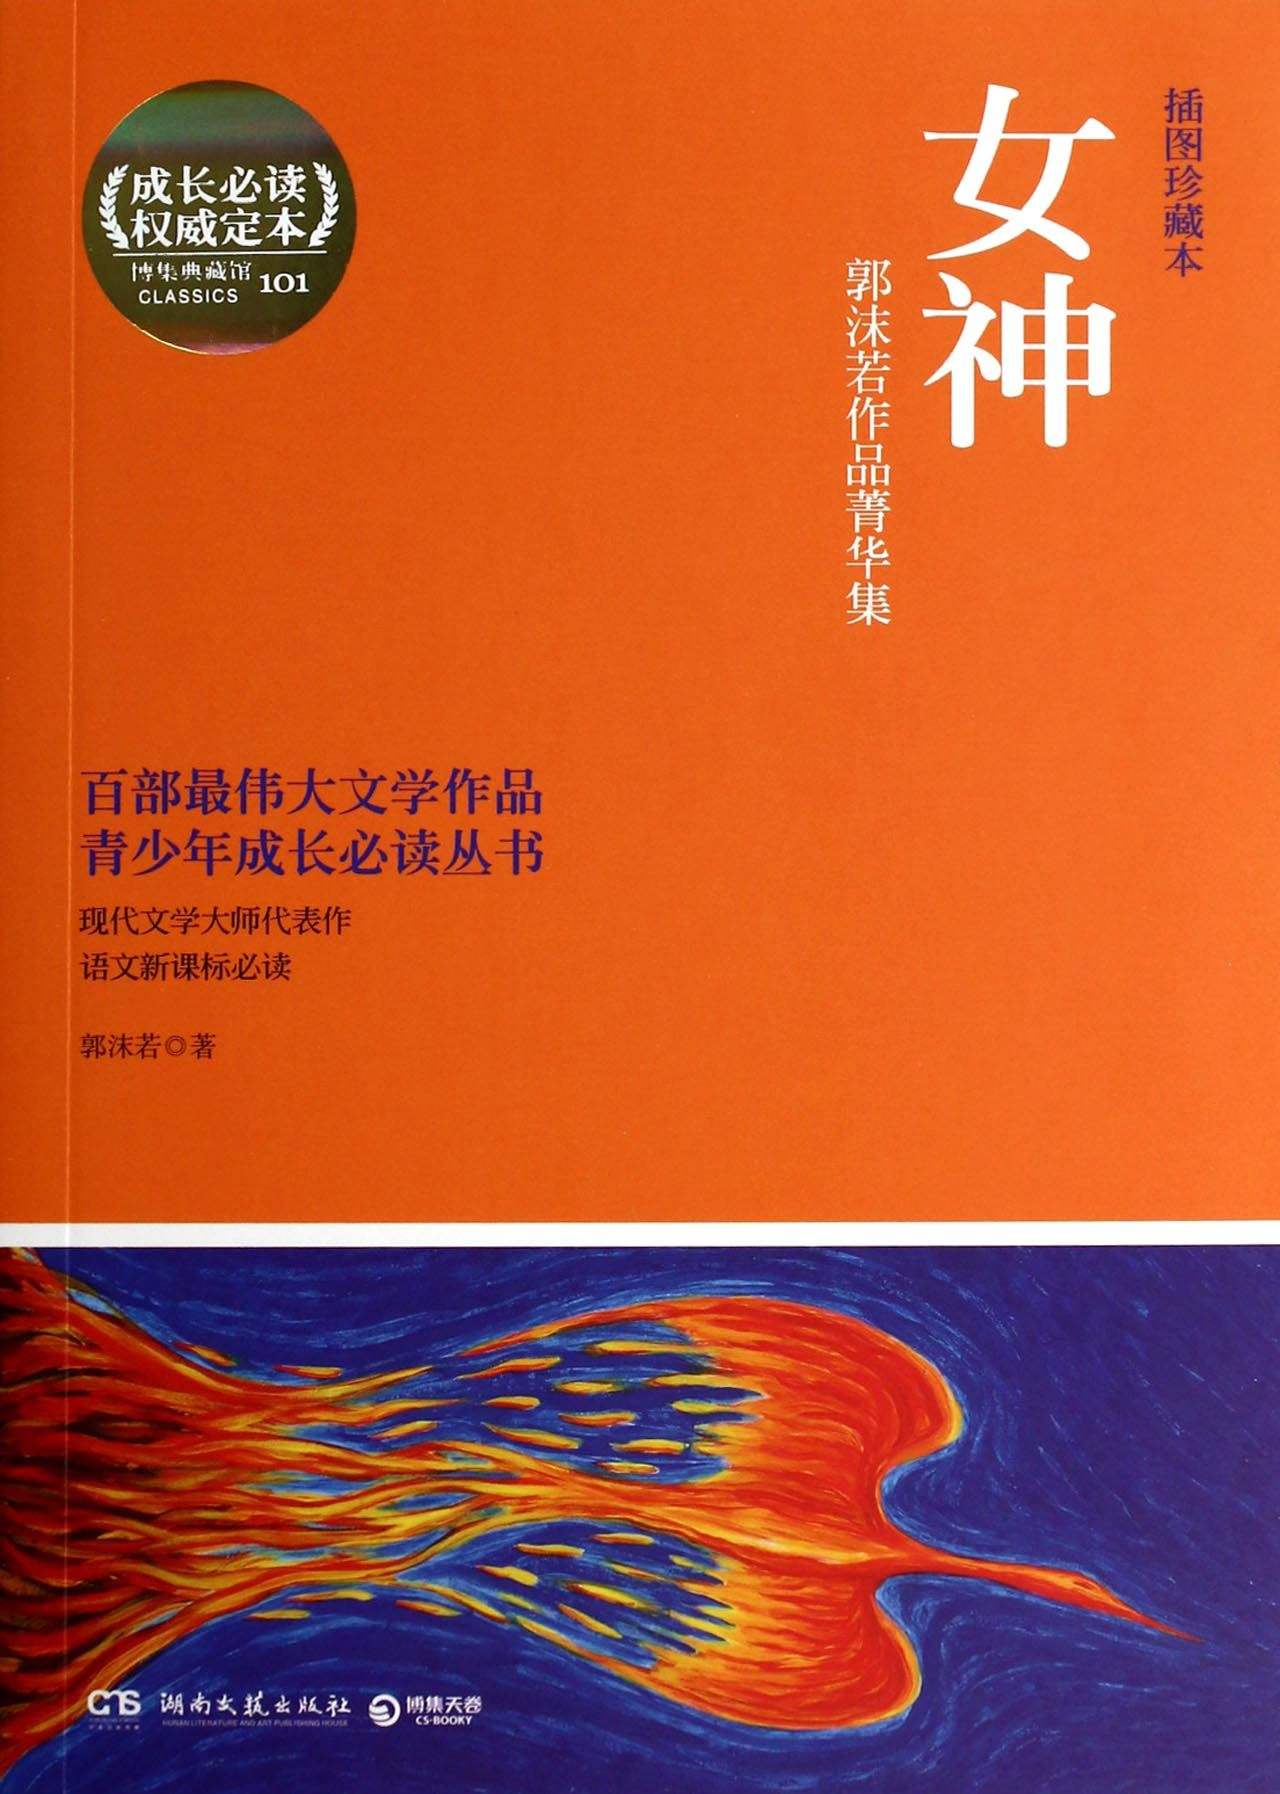 插图珍藏本
女神
郭沫若作品菁华集
成长必读
权威定本
博集典藏馆
CLASSICS
101
百部最伟大文学作品
青少年成长必读丛书
现代文学大师代表作
语文新课标必读
郭沫若◎著
湖南文艺出版社
HUNAN LITERATURE AND ART PUBLISHING HOUSE
博集天卷
CS-BOOKY